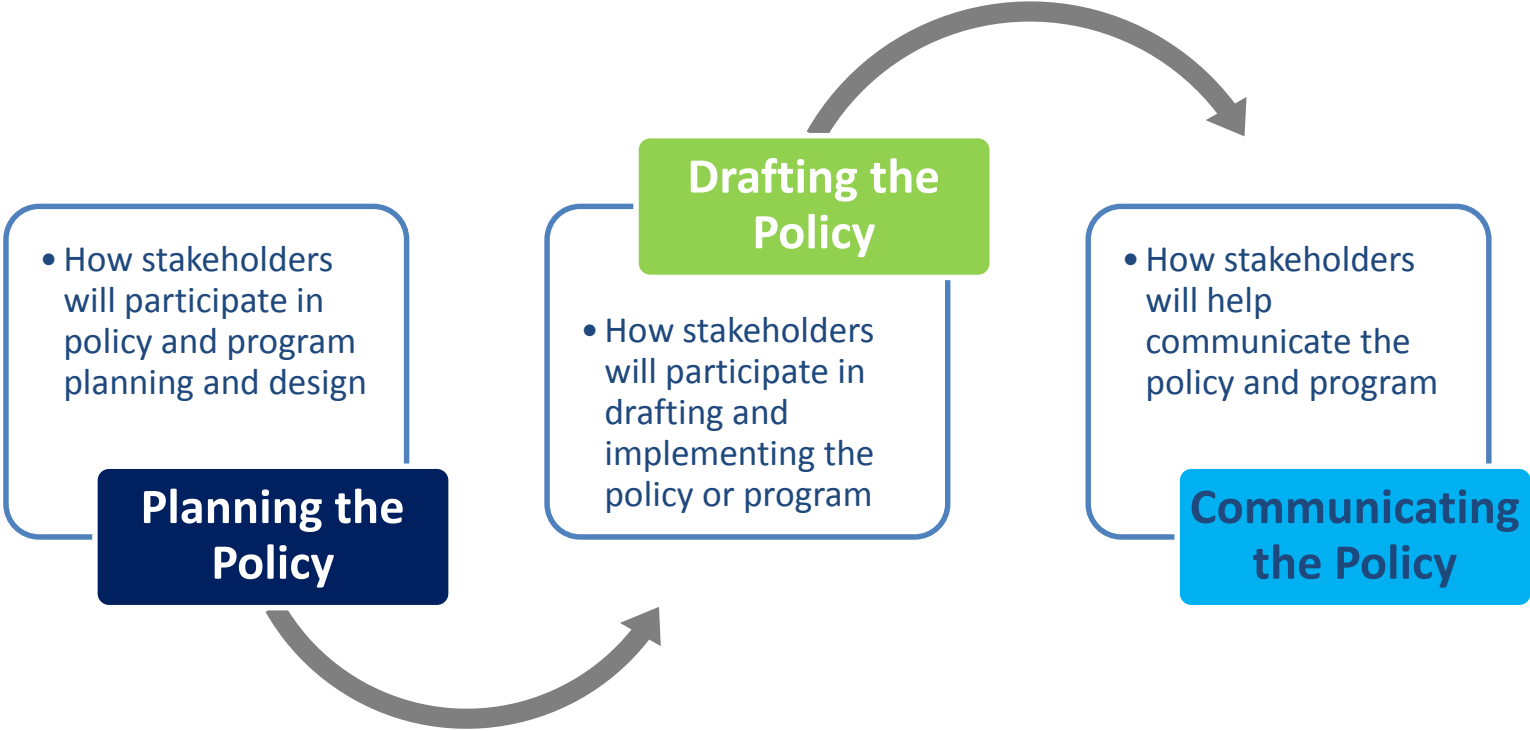 • How stakeholders
will participate in
policy and program
planning and design
Planning the
Policy
Drafting the
Policy
• How stakeholders
will participate in
drafting and
implementing the
policy or program
• How stakeholders
will help
communicate the
policy and program
Communicating
the Policy